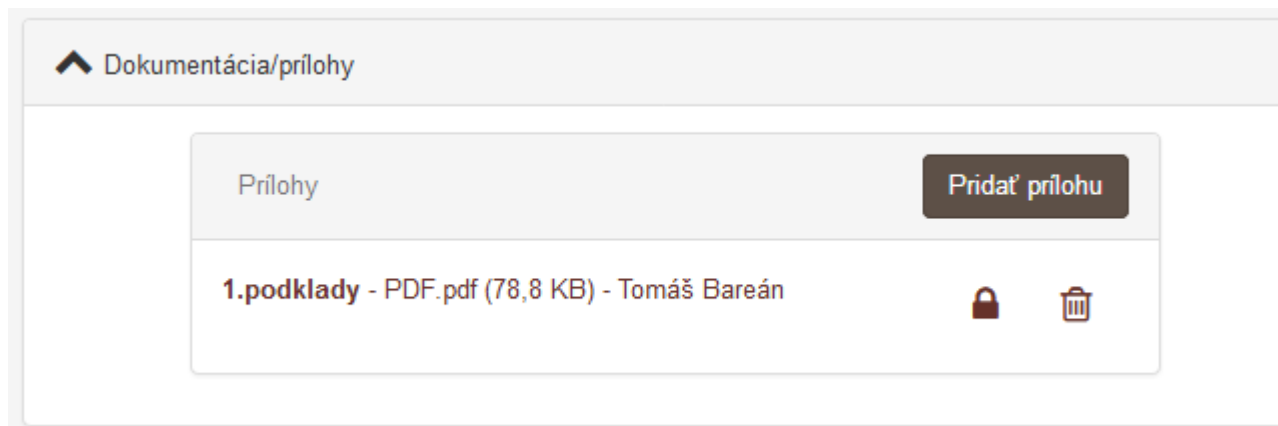 Dokumentácia/prílohy
Prílohy
Pridať prílohu
1.podklady - PDF.pdf (78,8 KB) - Tomáš Bareán